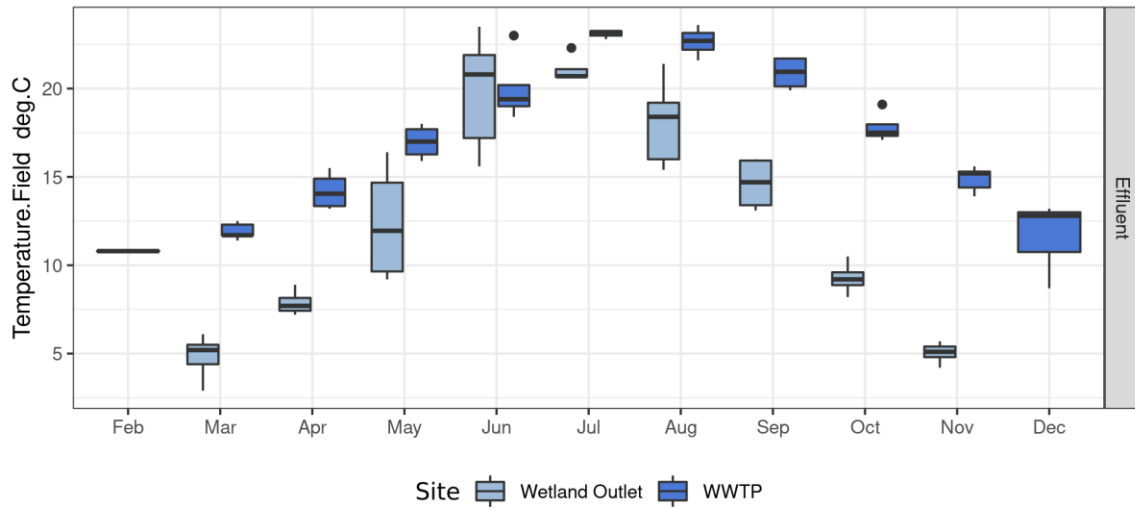 Temperature.Field deg.C
20
15
10
5
Feb Mar Apr May Jun Jul Aug Sep Oct Nov Dec
Effluent
Site Wetland Outlet WWTP